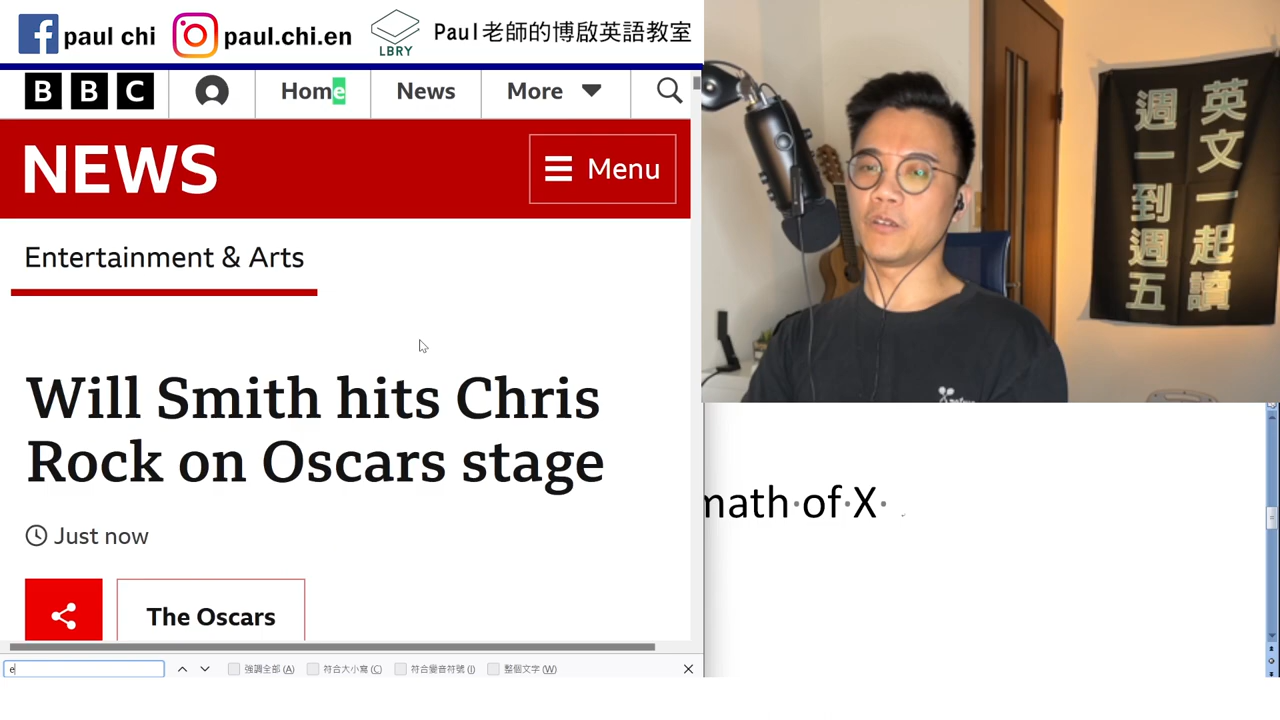 paul chi
paul.chi.en
LBRY
Paul老師的博啟英語教室
BBC
Home
News
More
NEWS
Menu
Entertainment & Arts
Will Smith hits Chris
Rock on Oscars stage
Just now
The Oscars
e
強調全部 (A)
符合大小寫 (C)
符合變音符號 (I)
整個文字 (W)
英文一起讀
週一到週五
math of X